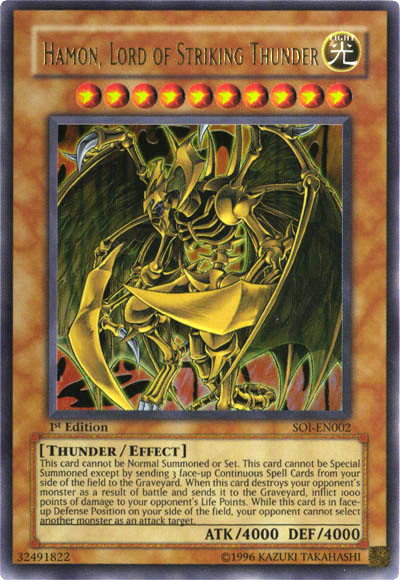 HAMON, LORD OF STRIKING THUNDER
LIGHT
光
1st Edition
SOI-EN002
[THUNDER / EFFECT]
This card cannot be Normal Summoned or Set. This card cannot be Special
Summoned except by sending 3 face-up Continuous Spell Cards from your
side of the field to the Graveyard. When this card destroys your opponent's
monster as a result of battle and sends it to the Graveyard, inflict 1000
points of damage to your opponent's Life Points. While this card is in face-
up Defense Position on your side of the field, your opponent cannot select
another monster as an attack target.
ATK/4000 DEF/4000
32491822
©1996 KAZUKI TAKAHASHI